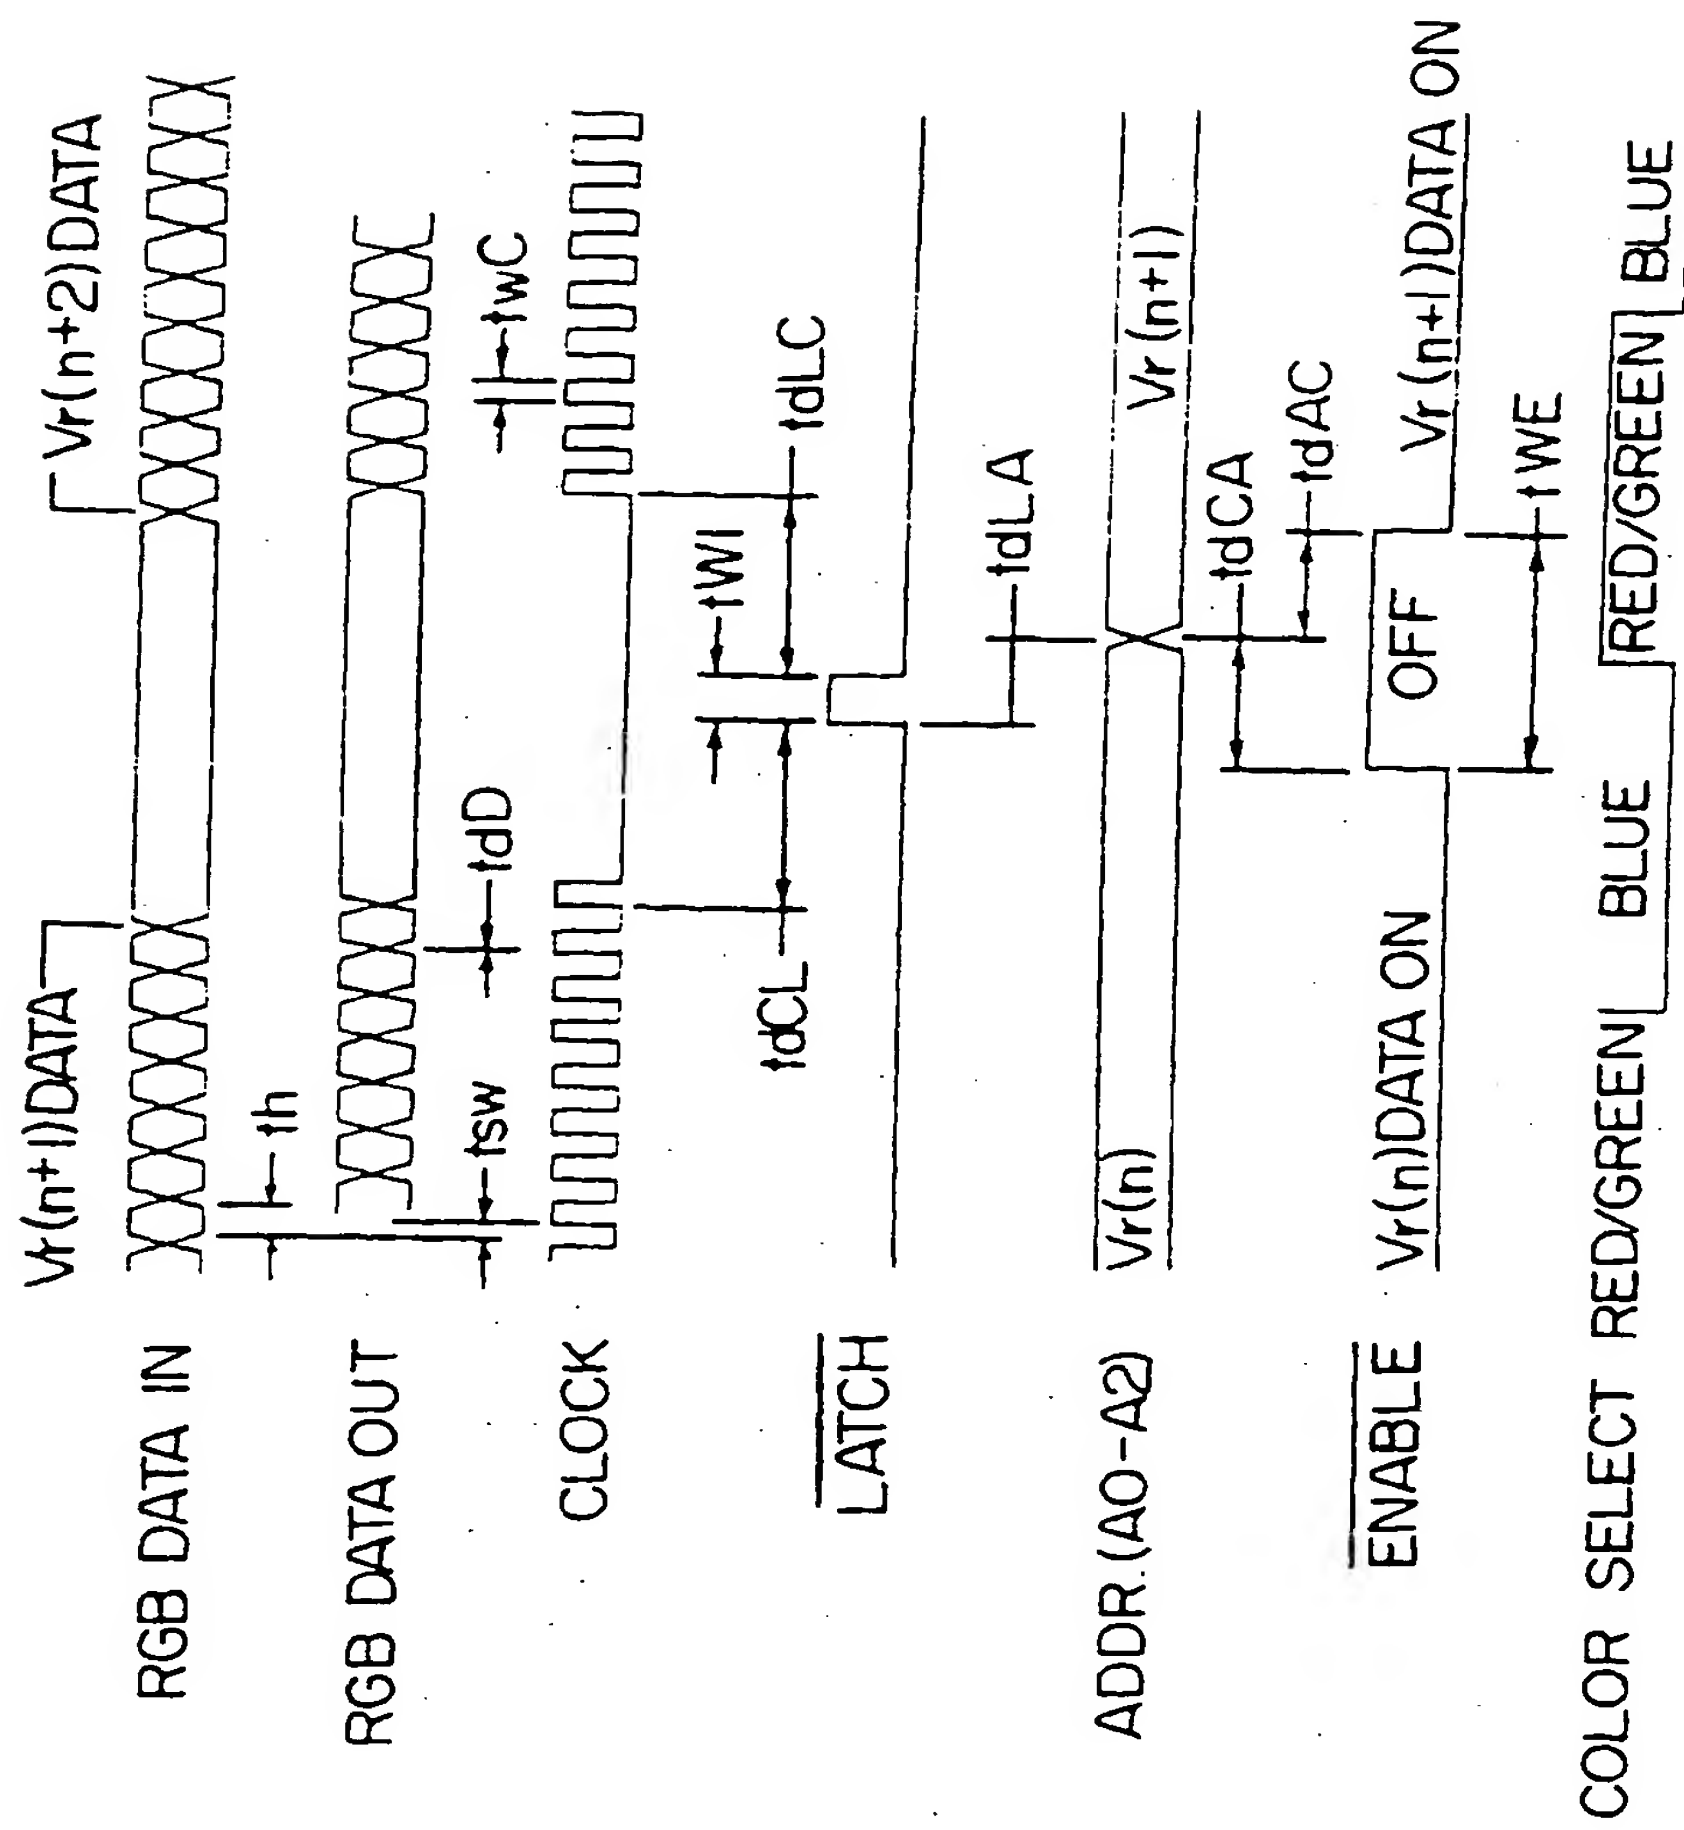 Vr(n+1)DATA
Vr(n+2)DATA
RGB DATA IN
th
RGB DATA OUT
tsw
tdD
twC
CLOCK
tdCL
tWl
tdLC
LATCH
tdLA
ADDR.(A0-A2)
Vr(n)
Vr(n+1)
tdCA
tdAC
ENABLE
Vr(n)DATA ON
OFF
Vr(n+1)DATA ON
tWE
COLOR SELECT RED/GREEN BLUE RED/GREEN BLUE